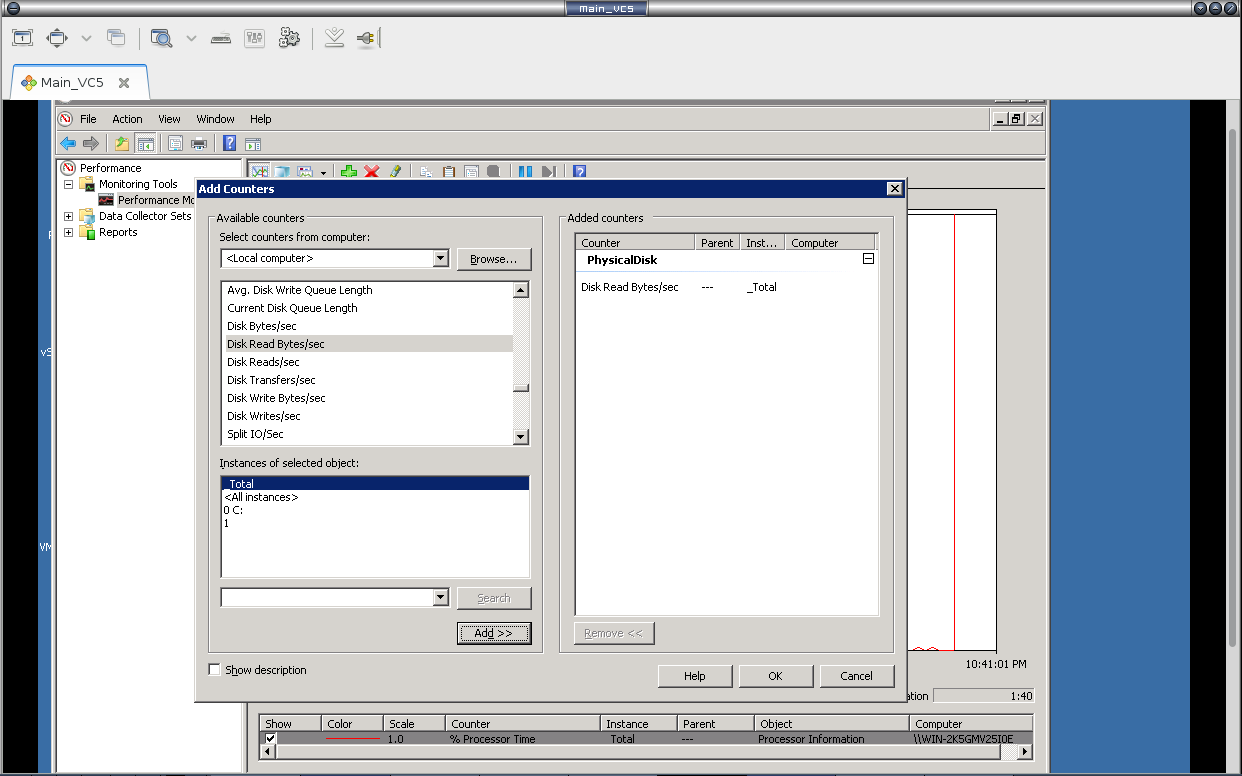 Main_VC5
1
Main_VC5
File Action View Window Help
Performance
Monitoring Tools
Performance Mo
Data Collector Sets
Reports
vS
VM
Add Counters
Available counters
Select counters from computer:
<Local computer>
Browse...
Avg. Disk Write Queue Length
Current Disk Queue Length
Disk Bytes/sec
Disk Read Bytes/sec
Disk Reads/sec
Disk Transfers/sec
Disk Write Bytes/sec
Disk Writes/sec
Split IO/Sec
Instances of selected object:
_Total
<All instances>
0 C:
1
Search
Add >>
Show description
Added counters
Counter Parent Inst... Computer
PhysicalDisk
Disk Read Bytes/sec --- _Total
Remove <<
Help OK Cancel
10:41:01 PM
ation 1:40
Show Color Scale Counter Instance Parent Object Computer
1.0 % Processor Time Total --- Processor Information \\WIN-2K5GMV25I0E